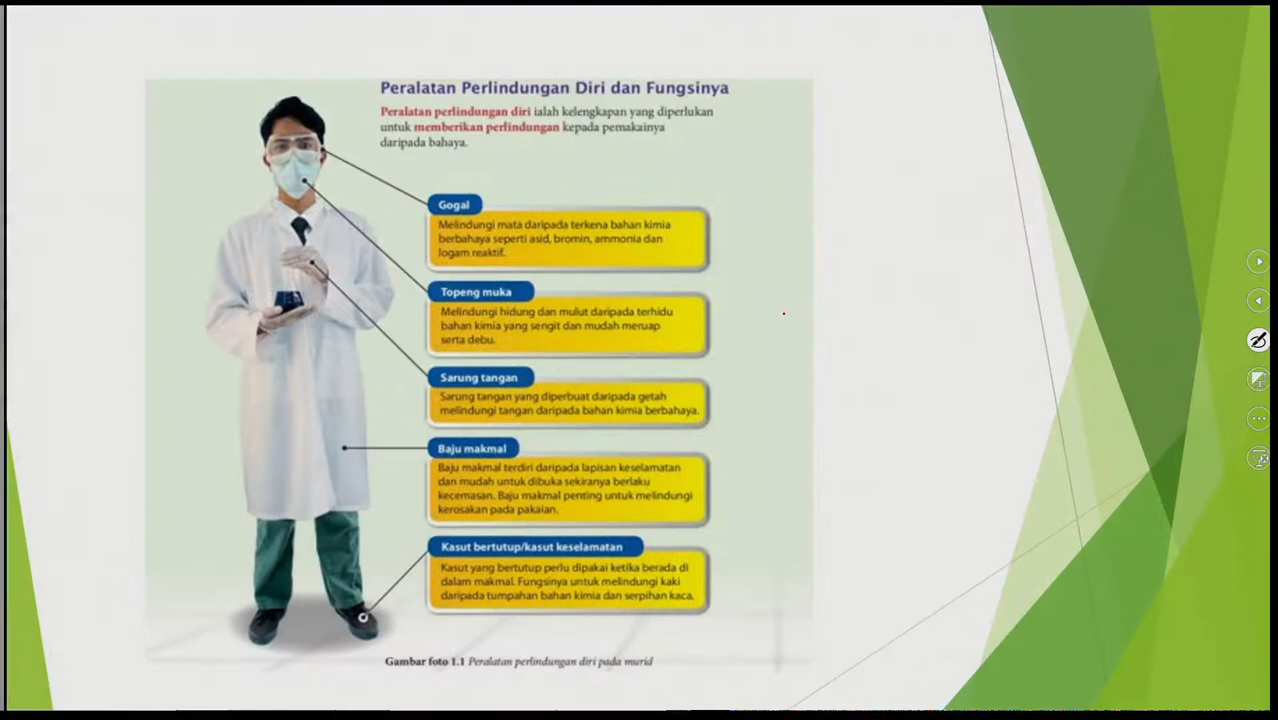 Peralatan Perlindungan Diri dan Fungsinya
Peralatan perlindungan diri ialah kelengkapan yang diperlukan
untuk memberikan perlindungan kepada pemakainya
daripada bahaya.
Gogal
Melindungi mata daripada terkena bahan kimia
berbahaya seperti asid, bromin, ammonia dan
logam reaktif.
Topeng muka
Melindungi hidung dan mulut daripada terhidu
bahan kimia yang sengit dan mudah meruap
serta debu.
Sarung tangan
Sarung tangan yang diperbuat daripada getah
melindungi tangan daripada bahan kimia berbahaya.
Baju makmal
Baju makmal terdiri daripada lapisan keselamatan
dan mudah untuk dibuka sekiranya berlaku
kecemasan. Baju makmal penting untuk melindungi
kerosakan pada pakaian.
Kasut bertutup/kasut keselamatan
Kasut yang bertutup perlu dipakai ketika berada di
dalam makmal. Fungsinya untuk melindungi kaki
daripada tumpahan bahan kimia dan serpihan kaca.
Gambar foto 1.1 Peralatan perlindungan diri pada murid